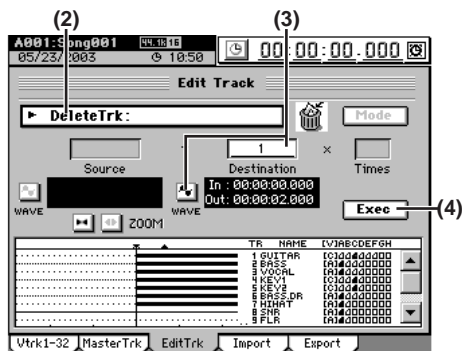 (2) (3)
A001:Song001 44.1k 16 00:00:00.000
05/23/2003 10:50
Edit Track
DeleteTrk: Mode
1 ×
Source Destination Times
In : 00:00:00.000
Out: 00:00:02.000
WAVE WAVE Exec (4)
ZOOM
TR NAME [V]ABCDEFGH
1 GUITAR
2 BASS
3 VOCAL
4 KEY1
5 KEY2
6 BASS.DR
7 HIHAT
8 SNR
9 FLR
Vtrk1-32 MasterTrk EditTrk Import Export